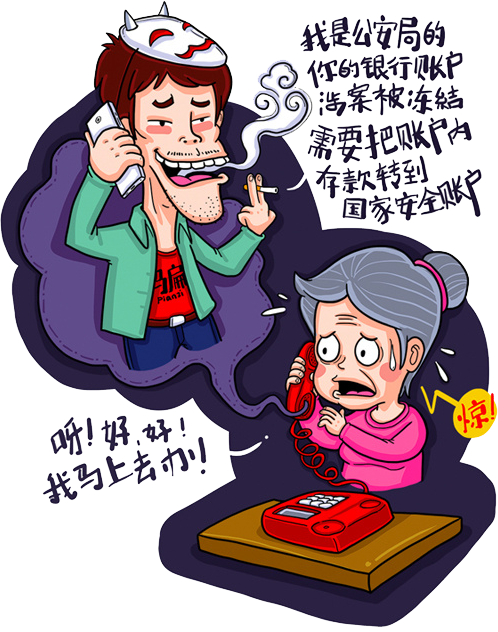 我是公安局的
你的银行账户
涉案被冻结
需要把账户内
存款转到
国家安全账户
pianzi
惊!
呀!好,好!
我马上去办!